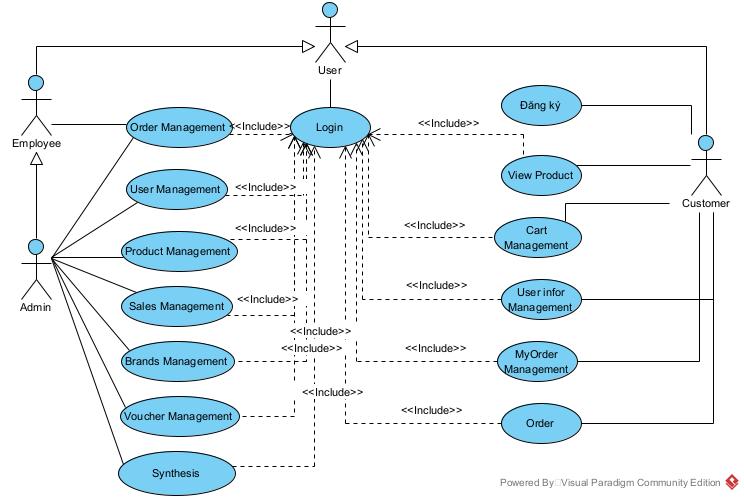 User
Employee
Order Management
<<Include>>
Login
<<Include>>
Đăng ký
View Product
Customer
User Management
<<Include>>
Product Management
<<Include>>
<<Include>>
Cart
Management
Admin
Sales Management
<<Include>>
<<Include>>
User infor
Management
<<Include>>
Brands Management
<<Include>>
<<Include>>
MyOrder
Management
<<Include>>
Voucher Management
<<Include>>
Order
Synthesis
Powered By Visual Paradigm Community Edition